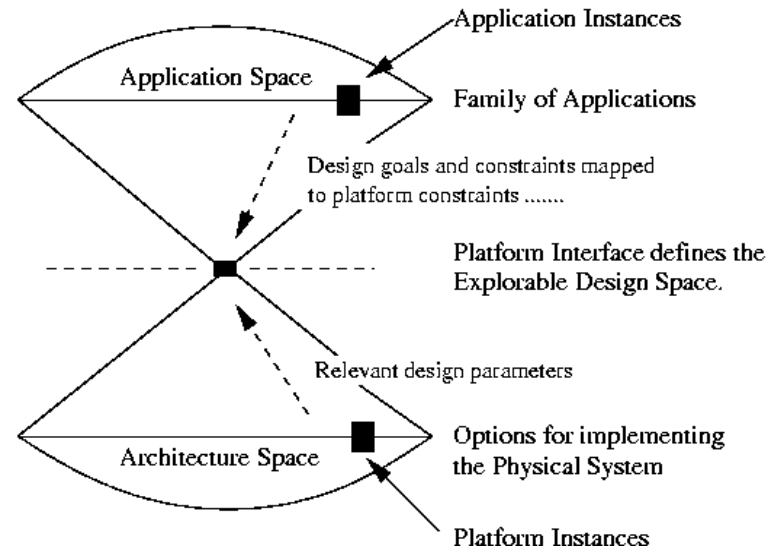 Application Instances
Application Space
Family of Applications
Design goals and constraints mapped
to platform constraints .......
Platform Interface defines the
Explorable Design Space.
Relevant design parameters
Options for implementing
the Physical System
Architecture Space
Platform Instances